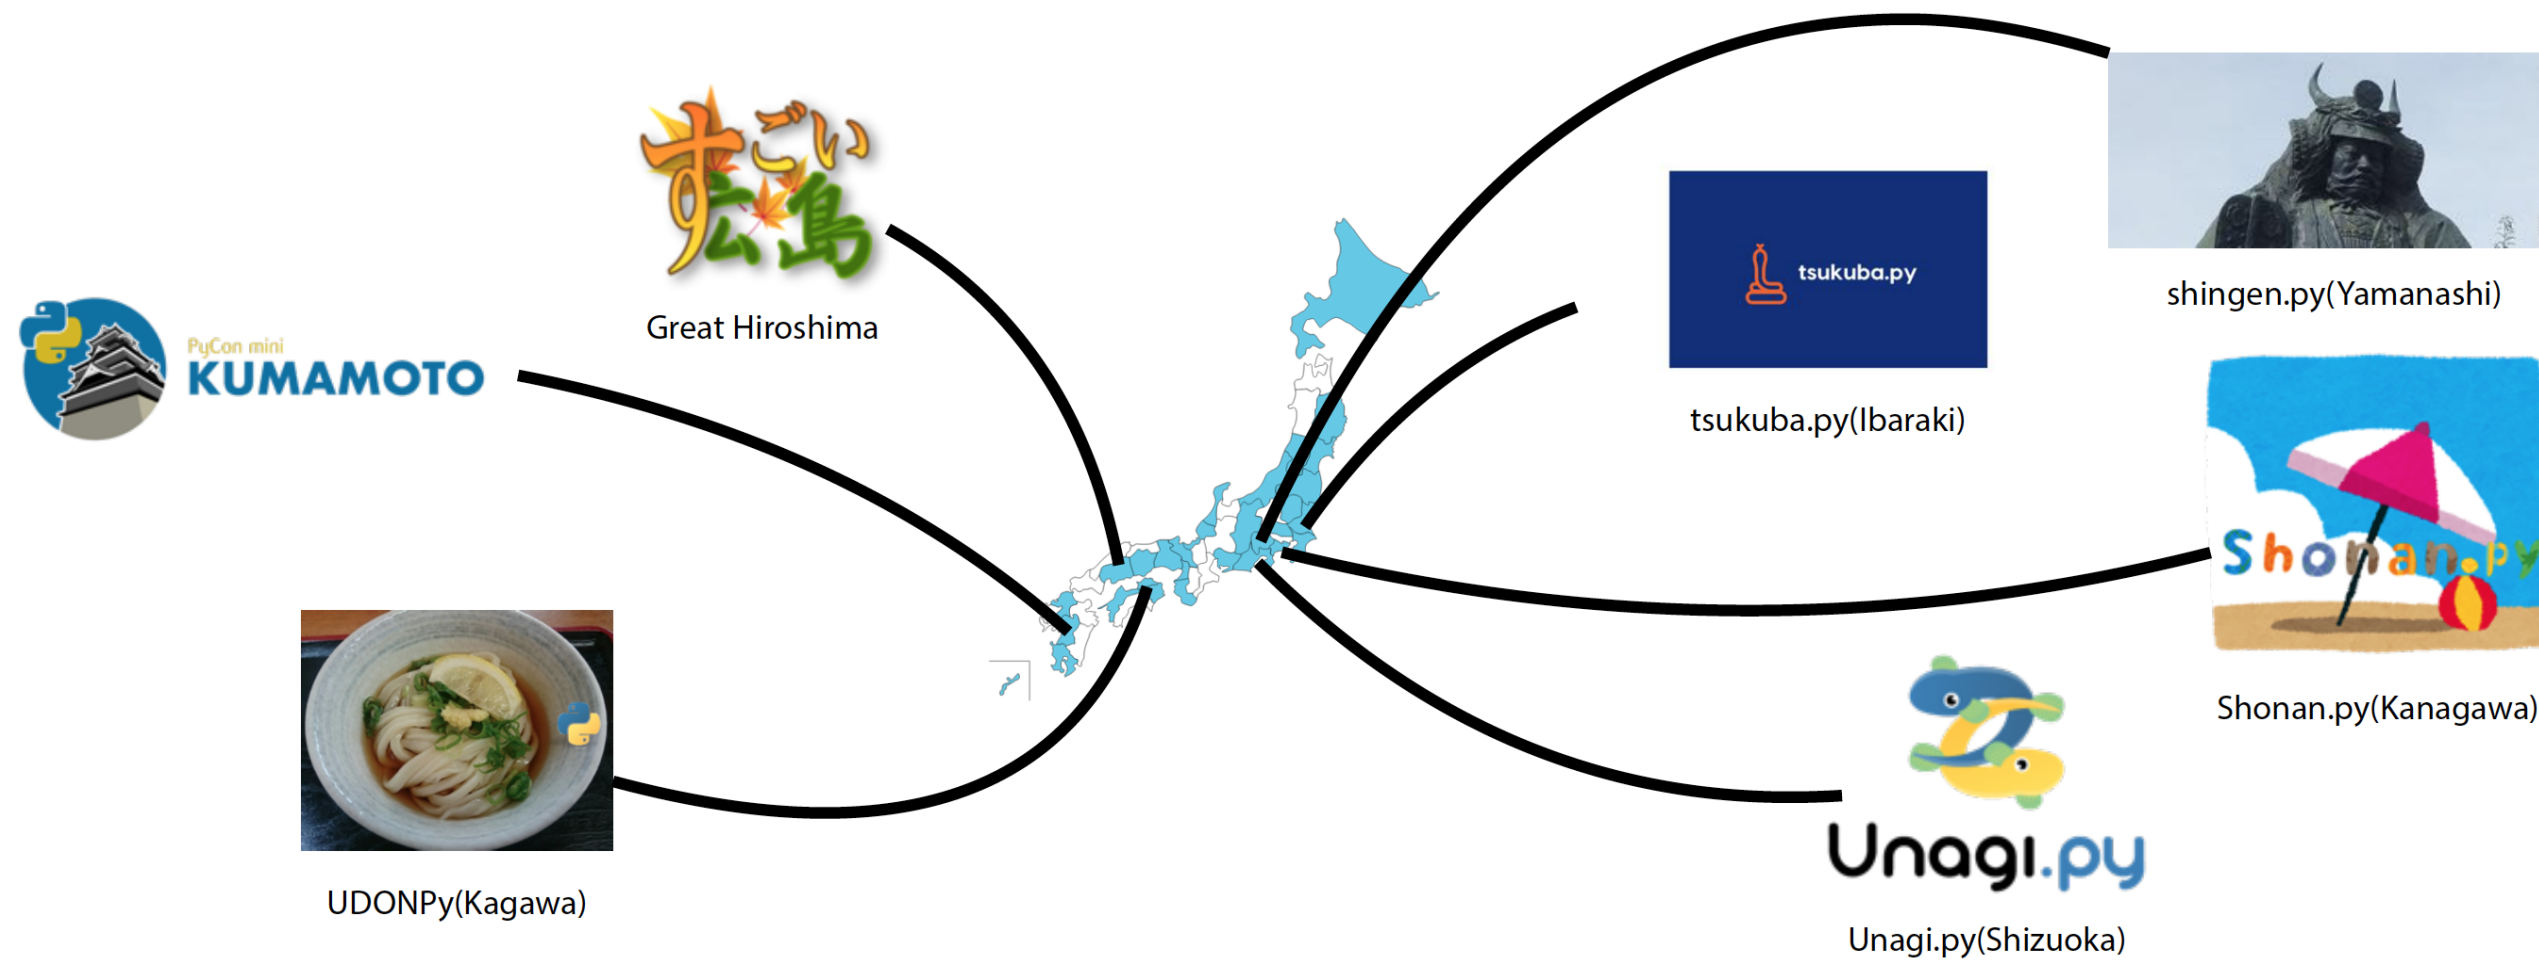 すごい
広島
Great Hiroshima
PyCon mini
KUMAMOTO
UDONPy(Kagawa)
tsukuba.py
tsukuba.py(Ibaraki)
shingen.py(Yamanashi)
Shonan.py
Shonan.py(Kanagawa)
Unagi.py
Unagi.py(Shizuoka)